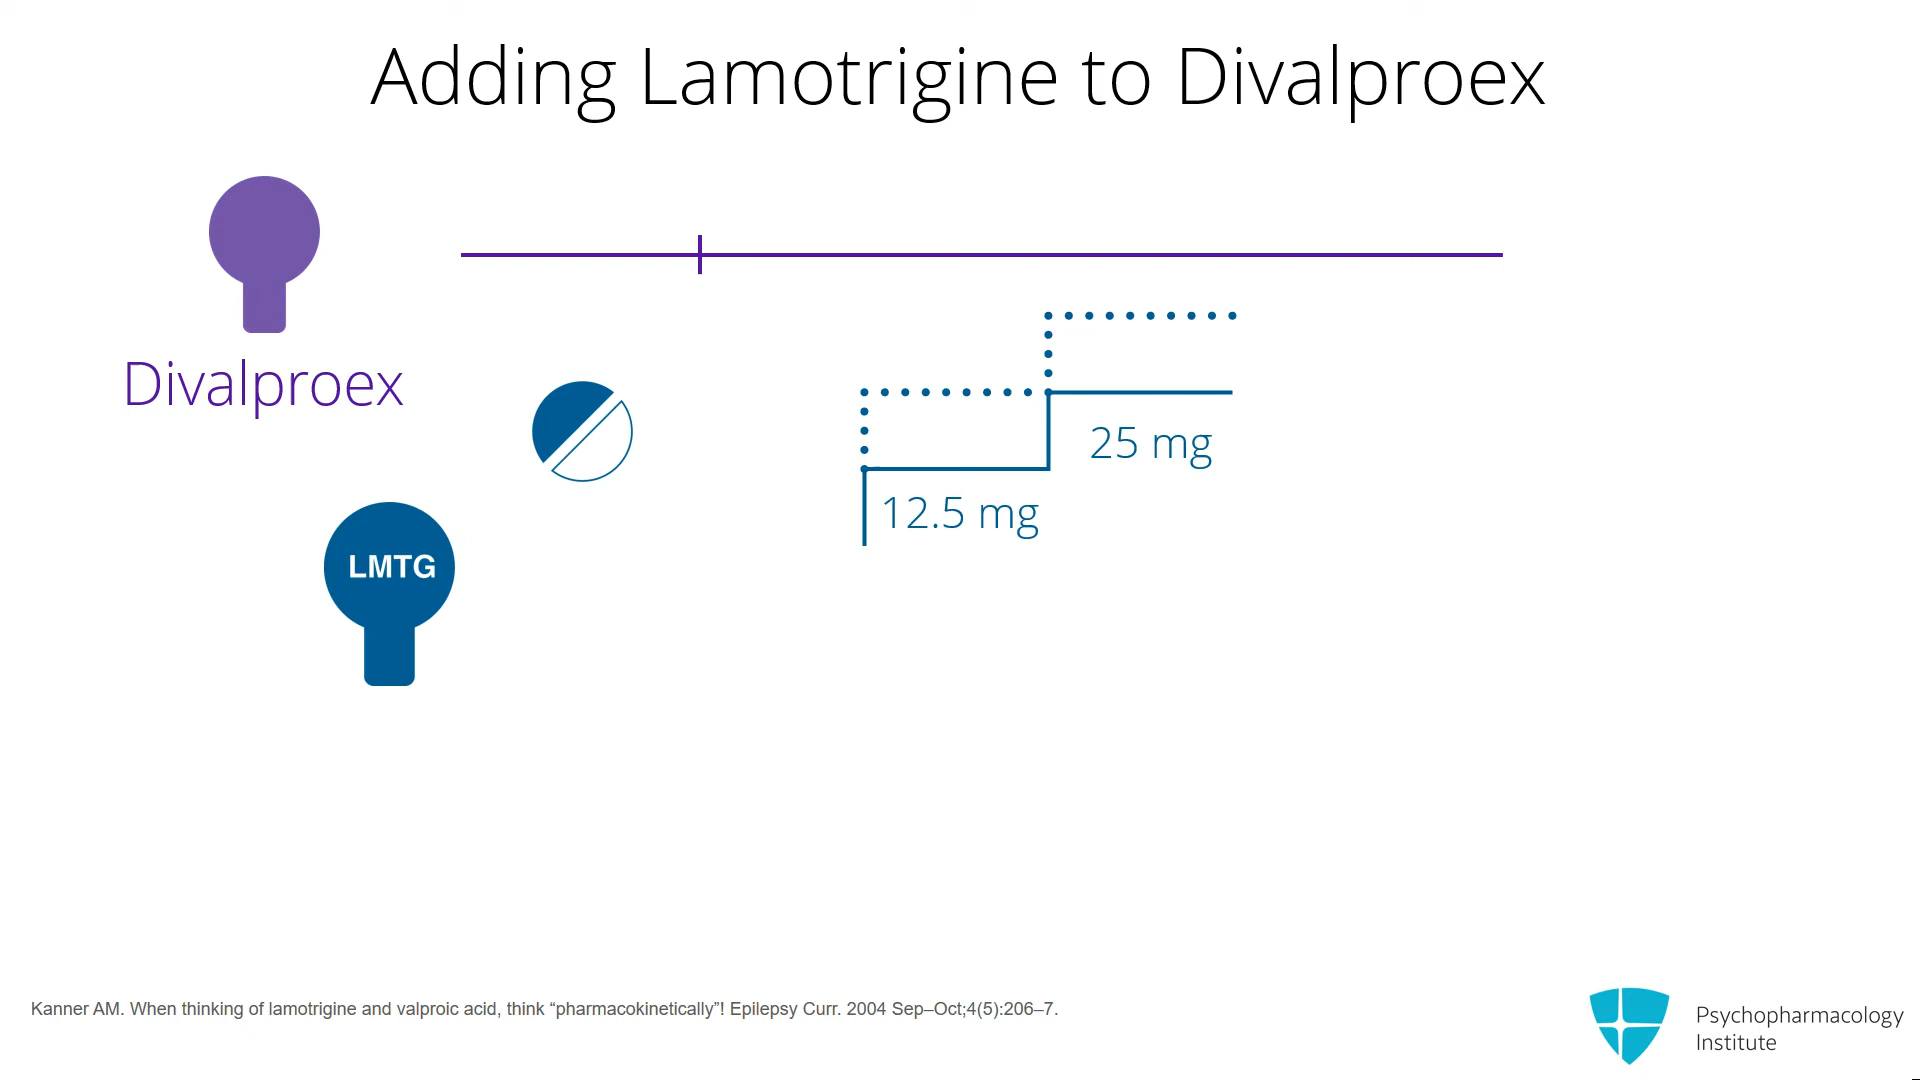 Adding Lamotrigine to Divalproex
Divalproex
25 mg
12.5 mg
LMTG
Kanner AM. When thinking of lamotrigine and valproic acid, think “pharmacokinetically”! Epilepsy Curr. 2004 Sep–Oct;4(5):206–7.
Psychopharmacology
Institute